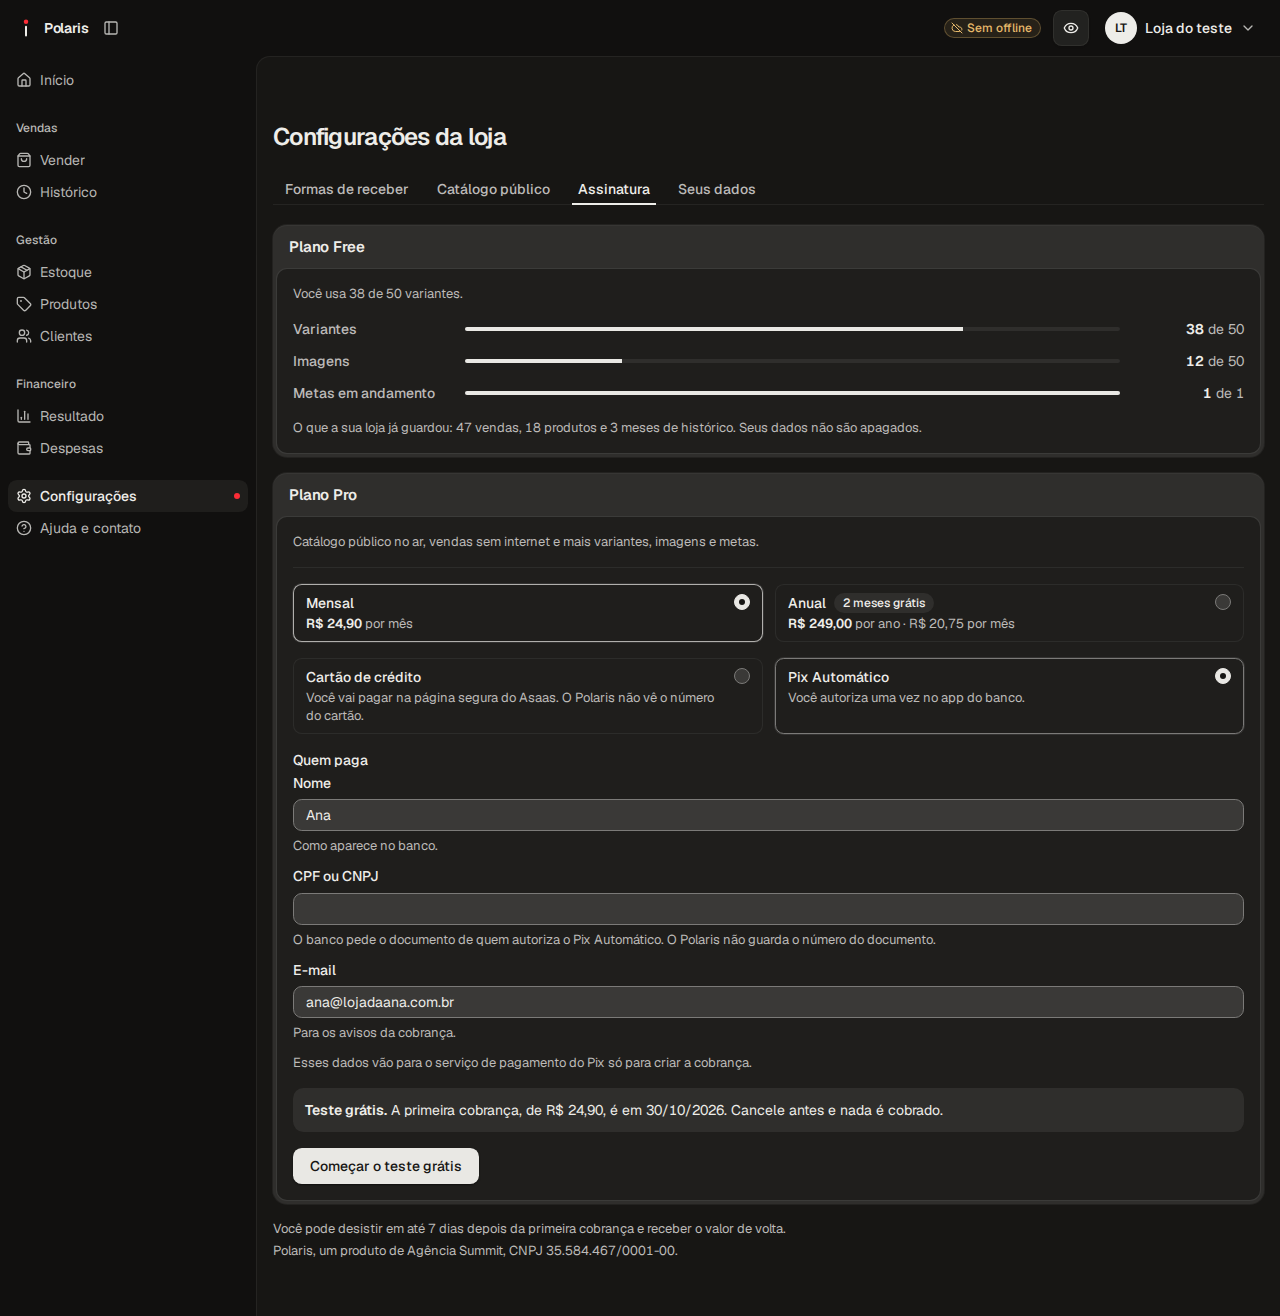 Polaris
Sem offline
LT
Loja do teste
Início
Vendas
Vender
Histórico
Gestão
Estoque
Produtos
Clientes
Financeiro
Resultado
Despesas
Configurações
Ajuda e contato
Configurações da loja
Formas de receber
Catálogo público
Assinatura
Seus dados
Plano Free
Você usa 38 de 50 variantes.
Variantes
38 de 50
Imagens
12 de 50
Metas em andamento
1 de 1
O que a sua loja já guardou: 47 vendas, 18 produtos e 3 meses de histórico. Seus dados não são apagados.
Plano Pro
Catálogo público no ar, vendas sem internet e mais variantes, imagens e metas.
Mensal
R$ 24,90 por mês
Anual
2 meses grátis
R$ 249,00 por ano · R$ 20,75 por mês
Cartão de crédito
Você vai pagar na página segura do Asaas. O Polaris não vê o número
do cartão.
Pix Automático
Você autoriza uma vez no app do banco.
Quem paga
Nome
Ana
Como aparece no banco.
CPF ou CNPJ
O banco pede o documento de quem autoriza o Pix Automático. O Polaris não guarda o número do documento.
E-mail
ana@lojadaana.com.br
Para os avisos da cobrança.
Esses dados vão para o serviço de pagamento do Pix só para criar a cobrança.
Teste grátis. A primeira cobrança, de R$ 24,90, é em 30/10/2026. Cancele antes e nada é cobrado.
Começar o teste grátis
Você pode desistir em até 7 dias depois da primeira cobrança e receber o valor de volta.
Polaris, um produto de Agência Summit, CNPJ 35.584.467/0001-00.